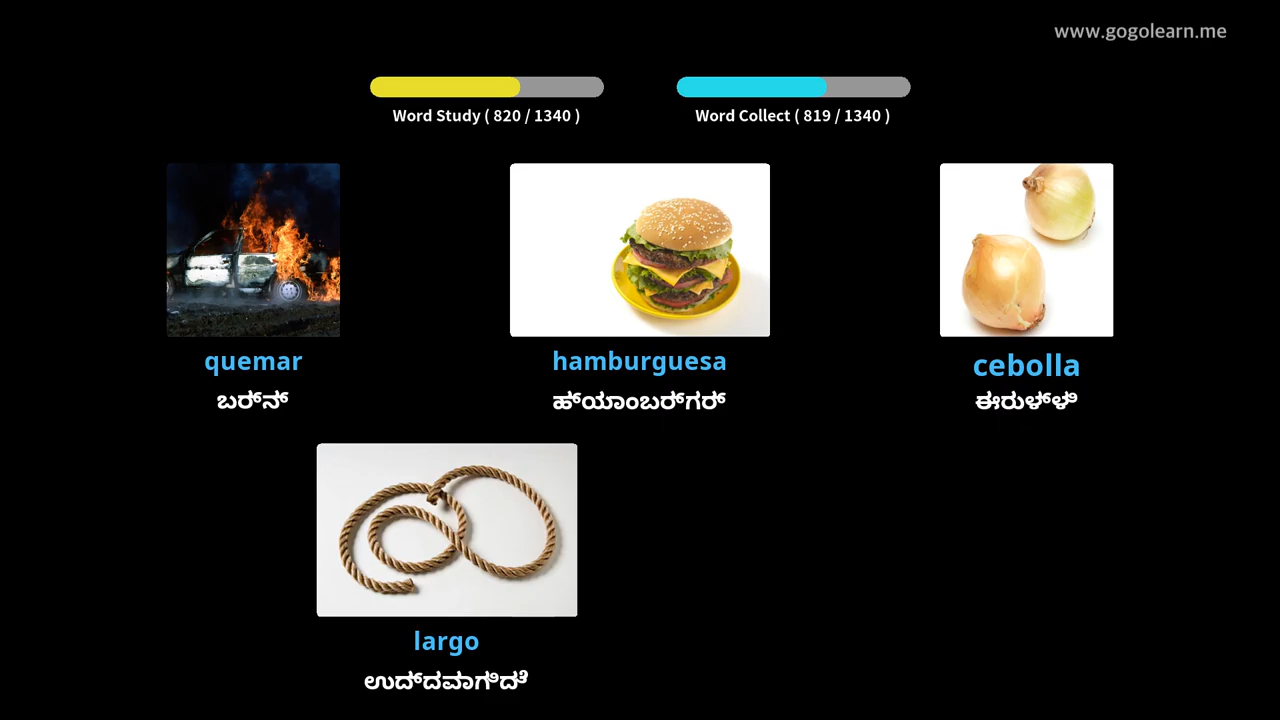 www.gogolearn.me
Word Study ( 820 / 1340 )
Word Collect ( 819 / 1340 )
quemar
ಬರ್ನ್
hamburguesa
ಹ್ಯಾಂಬರ್ಗರ್
cebolla
ಈರುಳ್ಳಿ
largo
ಉದ್ದವಾಗಿದೆ